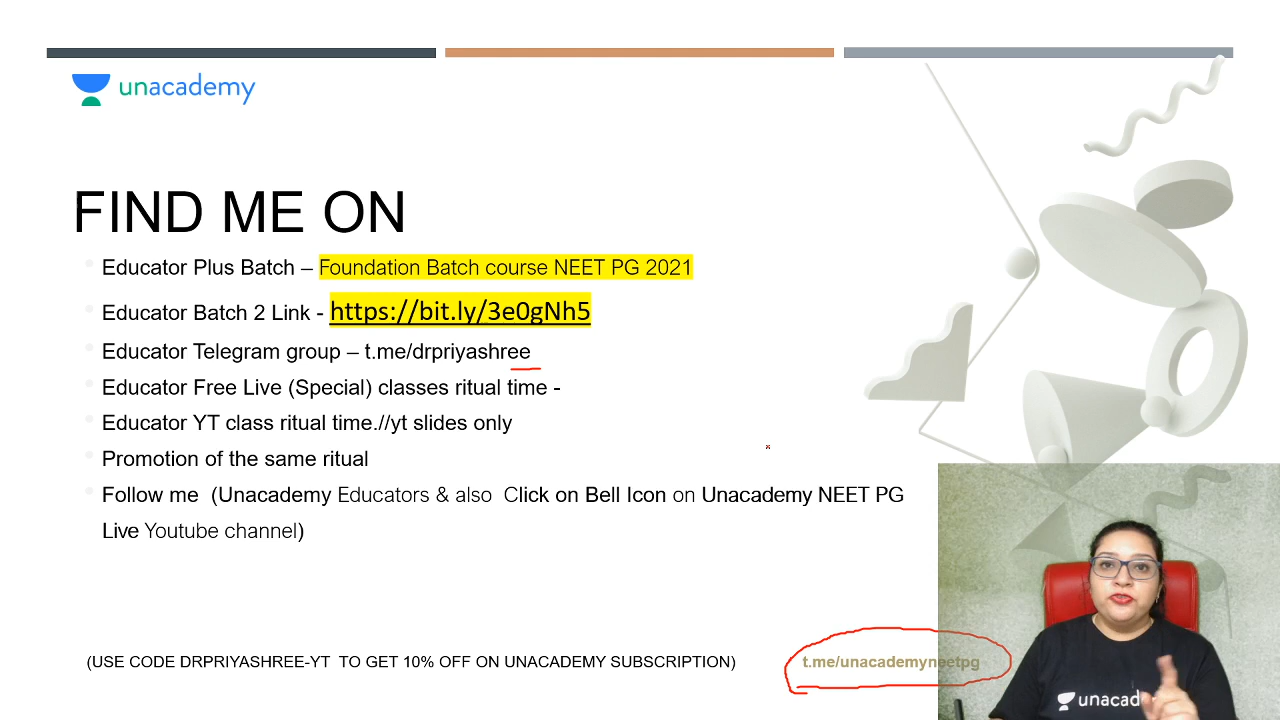 unacademy
FIND ME ON
Educator Plus Batch – Foundation Batch course NEET PG 2021
Educator Batch 2 Link - https://bit.ly/3e0gNh5
Educator Telegram group – t.me/drpriyashree
Educator Free Live (Special) classes ritual time -
Educator YT class ritual time.//yt slides only
Promotion of the same ritual
Follow me (Unacademy Educators & also Click on Bell Icon on Unacademy NEET PG
Live Youtube channel)
(USE CODE DRPRIYASHREE-YT TO GET 10% OFF ON UNACADEMY SUBSCRIPTION)
t.me/unacademyneetpg